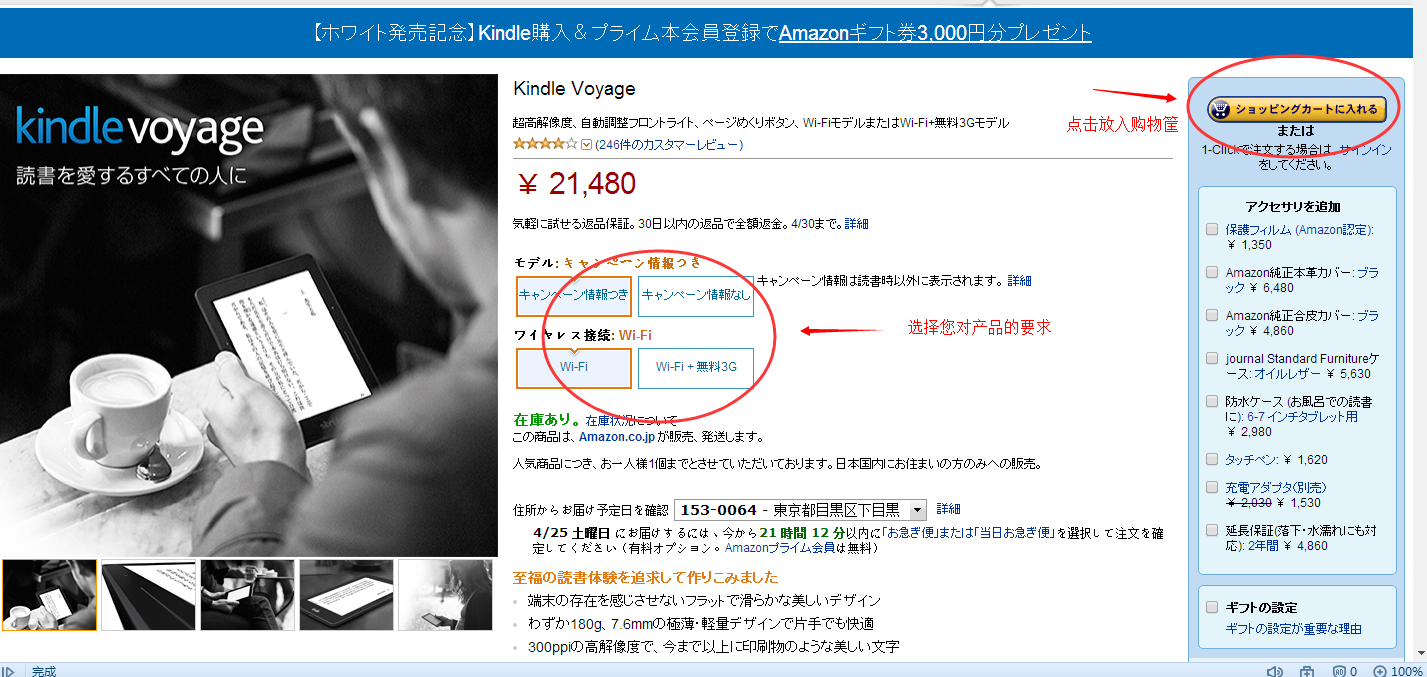 【ホワイト発売記念】Kindle購入＆プライム本会員登録でAmazonギフト券3,000円分プレゼント
kindle voyage
読書を愛するすべての人に
Kindle Voyage
超高解像度、自動調整フロントライト、ページめくりボタン、Wi-FiモデルまたはWi-Fi+無料3Gモデル
(246件のカスタマーレビュー)
￥ 21,480
気軽に試せる返品保証。30日以内の返品で全額返金。4/30まで。詳細
モデル: キャンペーン情報つき
キャンペーン情報つき キャンペーン情報なし キャンペーン情報は読書時以外に表示されます。 詳細
ワイヤレス接続: Wi-Fi
Wi-Fi Wi-Fi + 無料3G
选择您对产品的要求
在庫あり。 在庫状況について
この商品は、Amazon.co.jp が販売、発送します。
人気商品につき、お一人様1個までとさせていただいております。日本国内にお住まいの方のみへの販売。
住所からお届け予定日を確認 153-0064 - 東京都目黒区下目黒 詳細
4/25 土曜日 にお届けするには、今から21 時間 12 分以内に「お急ぎ便」または「当日お急ぎ便」を選択して注文を確
定してください（有料オプション。Amazonプライム会員は無料）
至福の読書体験を追求して作りこみました
端末の存在を感じさせないフラットで滑らかな美しいデザイン
わずか180g、7.6mmの極薄・軽量デザインで片手でも快適
300ppiの高解像度で、今まで以上に印刷物のような美しい文字
点击放入购物筐
ショッピングカートに入れる
または
1-Clickで注文する場合は、サインイン
をしてください。
アクセサリを追加
保護フィルム (Amazon認定):
￥ 1,350
Amazon純正本革カバー: ブラ
ック ￥ 6,480
Amazon純正合皮カバー: ブラ
ック ￥ 4,860
journal Standard Furnitureケ
ース: オイルレザー ￥ 5,630
防水ケース (お風呂での読書
に): 6-7 インチタブレット用
￥ 2,980
タッチペン: ￥ 1,620
充電アダプタ(別売)
￥ 2,030 ￥ 1,530
延長保証(落下・水濡れにも対
応): 2年間 ￥ 4,860
ギフトの設定
ギフトの設定が重要な理由
完成
0
100%